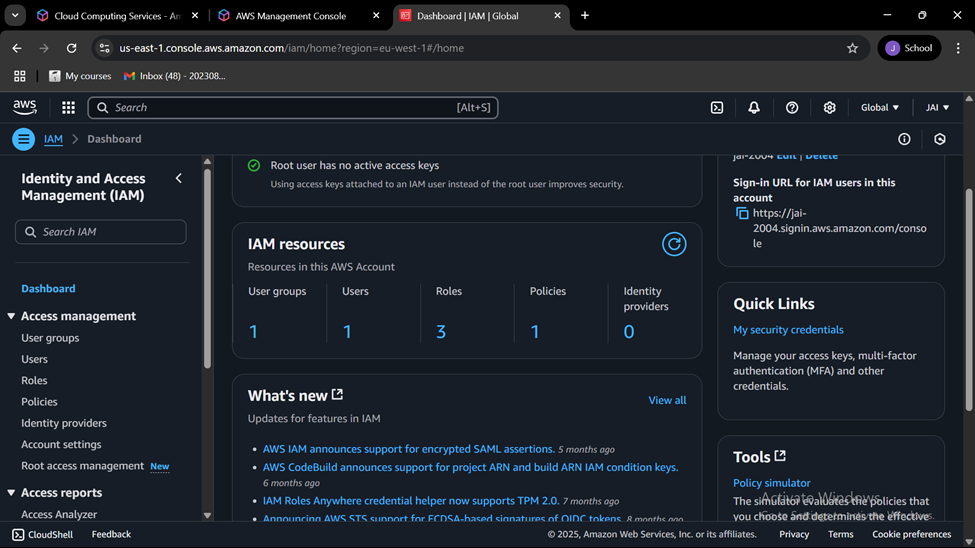 Cloud Computing Services - An
AWS Management Console
Dashboard | IAM | Global
us-east-1.console.aws.amazon.com/iam/home?region=eu-west-1#/home
J School
My courses
Inbox (48) - 202308...
aws
Search [Alt+S]
Global
JAI
IAM > Dashboard
Identity and Access
Management (IAM)
Search IAM
Dashboard
Access management
User groups
Users
Roles
Policies
Identity providers
Account settings
Root access management New
Access reports
Access Analyzer
Root user has no active access keys
Using access keys attached to an IAM user instead of the root user improves security.
IAM resources
Resources in this AWS Account
User groups
1
Users
1
Roles
3
Policies
1
Identity
providers
0
What's new
View all
Updates for features in IAM
• AWS IAM announces support for encrypted SAML assertions. 5 months ago
• AWS CodeBuild announces support for project ARN and build ARN IAM condition keys.
6 months ago
• IAM Roles Anywhere credential helper now supports TPM 2.0. 7 months ago
• Announcing AWS STS support for ECDSA-based signatures of OIDC tokens. 8 months ago
jai-2004 Edit | Delete
Sign-in URL for IAM users in this
account
https://jai-
2004.signin.aws.amazon.com/conso
le
Quick Links
My security credentials
Manage your access keys, multi-factor
authentication (MFA) and other
credentials.
Tools
Policy simulator
The simulator evaluates the policies that
you choose and determines the effective
Activate Windows
Go to Settings to activate Windows.
CloudShell
Feedback
© 2025, Amazon Web Services, Inc. or its affiliates.
Privacy
Terms
Cookie preferences